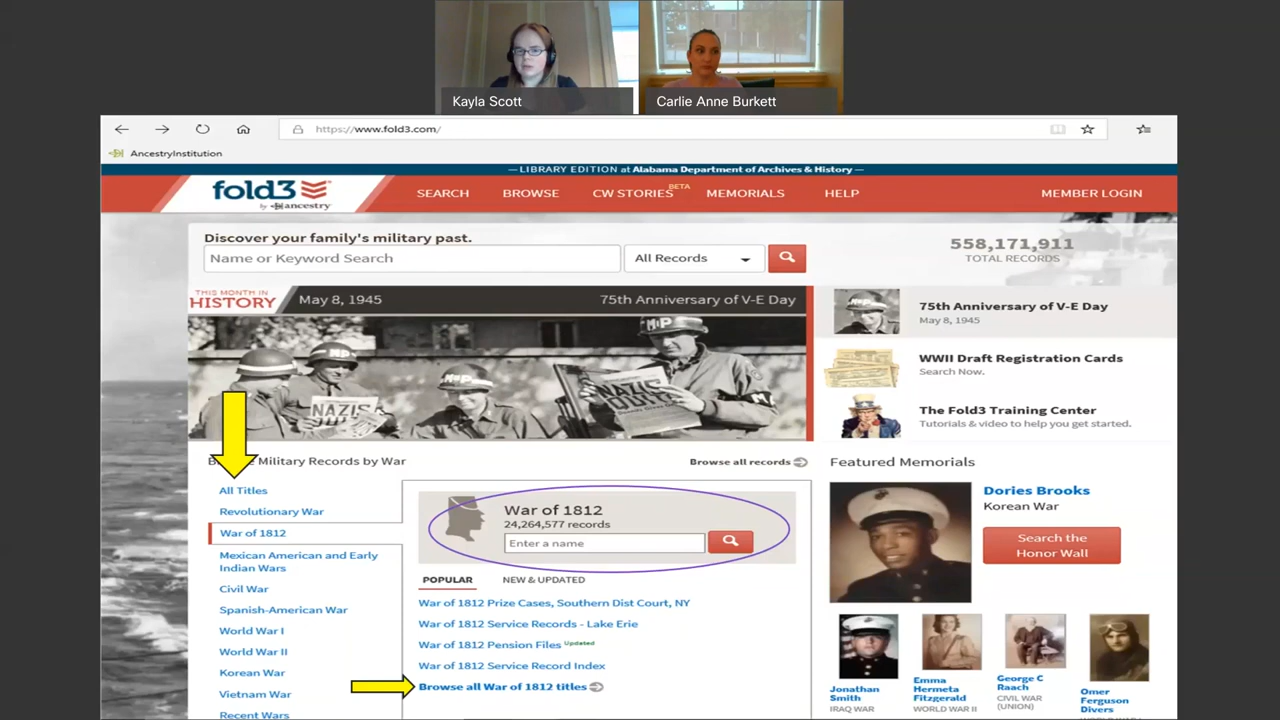 Kayla Scott
Carlie Anne Burkett
https://www.fold3.com/
AncestryInstitution
— LIBRARY EDITION at Alabama Department of Archives & History —
fold3
by ancestry
SEARCH
BROWSE
CW STORIES BETA
MEMORIALS
HELP
MEMBER LOGIN
Discover your family's military past.
Name or Keyword Search
All Records
558,171,911
TOTAL RECORDS
THIS MONTH IN
HISTORY
May 8, 1945
75th Anniversary of V-E Day
MP
NAZIS
NAZIS
QUIT
75th Anniversary of V-E Day
May 8, 1945
WWII Draft Registration Cards
Search Now.
The Fold3 Training Center
Tutorials & video to help you get started.
Military Records by War
Browse all records
All Titles
Revolutionary War
War of 1812
Mexican American and Early
Indian Wars
Civil War
Spanish-American War
World War I
World War II
Korean War
Vietnam War
Recent Wars
War of 1812
24,264,577 records
Enter a name
POPULAR
NEW & UPDATED
War of 1812 Prize Cases, Southern Dist Court, NY
War of 1812 Service Records - Lake Erie
War of 1812 Pension Files Updated
War of 1812 Service Record Index
Browse all War of 1812 titles
Featured Memorials
Dories Brooks
Korean War
Search the
Honor Wall
Jonathan
Smith
IRAQ WAR
Emma
Hermeta
Fitzgerald
WORLD WAR II
George C
Raach
CIVIL WAR
(UNION)
Omer
Ferguson
Divers